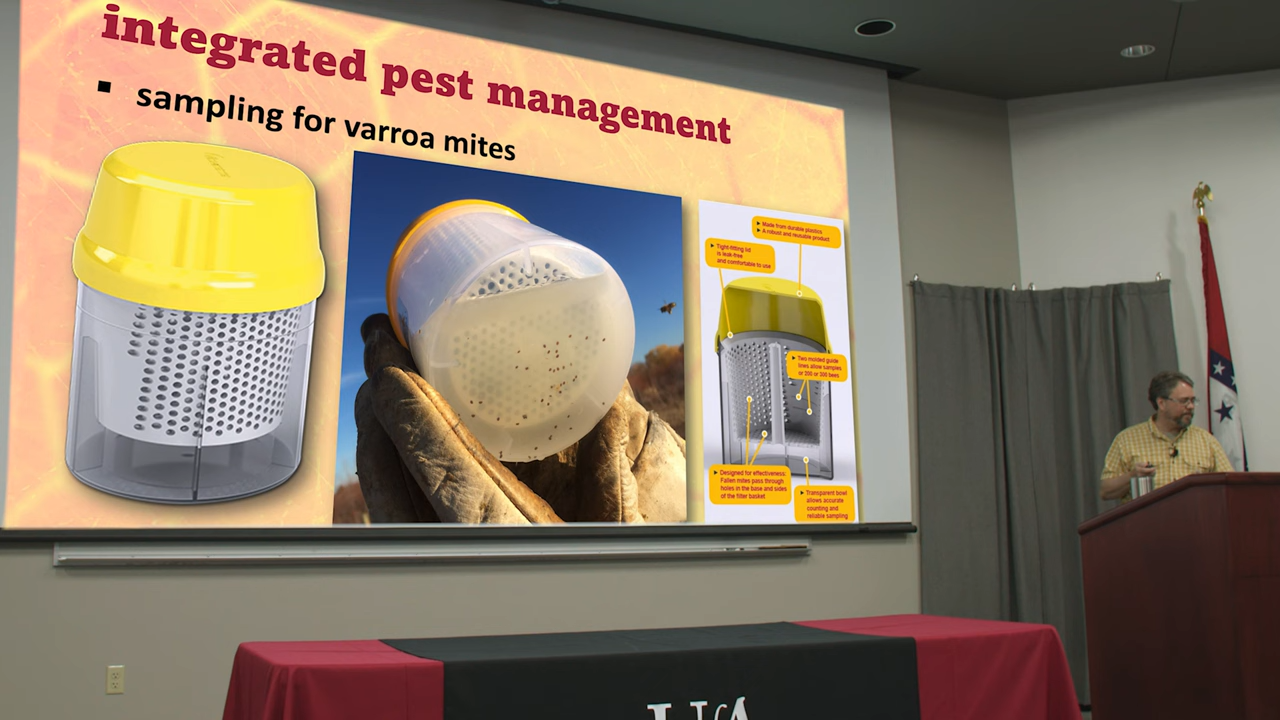 integrated pest management
▪ sampling for varroa mites
▸ Made from durable plastics
▸ A robust and reusable product
▸ Tight-fitting lid
is leak-free
and comfortable to use
▸ Two molded guide
lines allow samples
or 200 or 300 bees
▸ Designed for effectiveness:
Fallen mites pass through
holes in the base and sides
of the filter basket
▸ Transparent bowl
allows accurate
counting and
reliable sampling